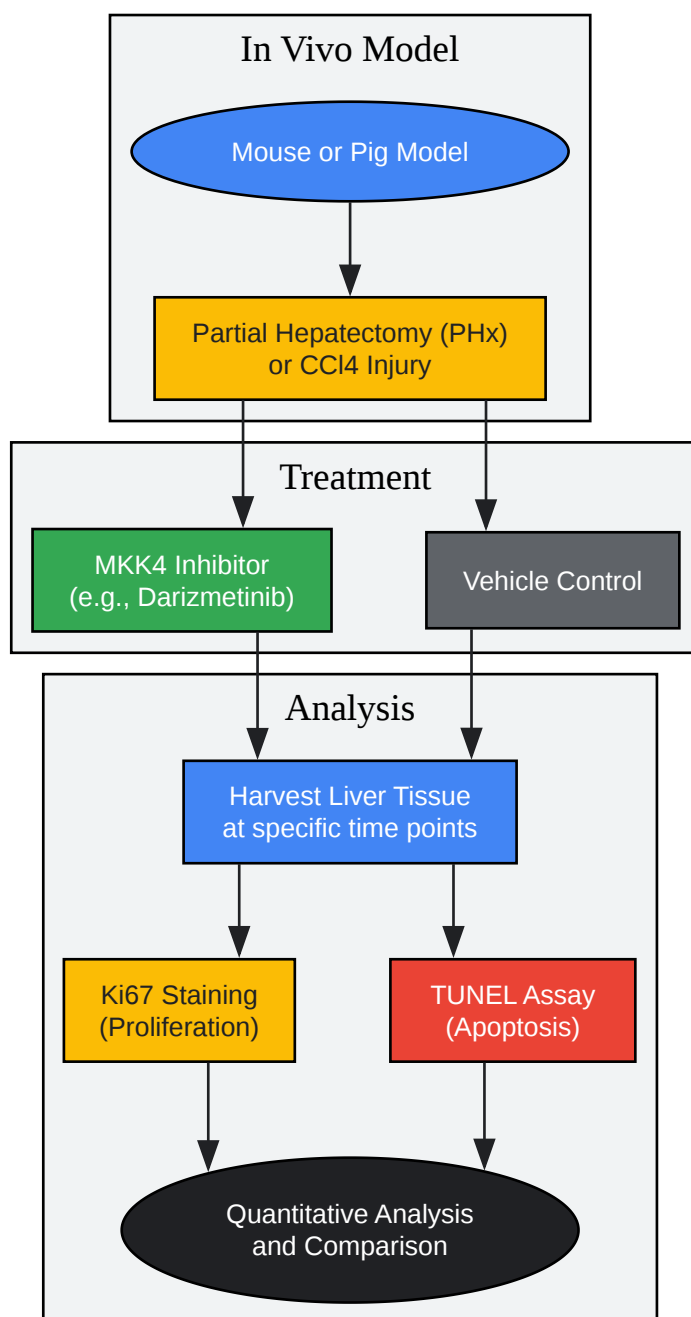 In Vivo Model
Mouse or Pig Model
Partial Hepatectomy (PHx)
or CCl4 Injury
Treatment
MKK4 Inhibitor
(e.g., Darizmetinib)
Vehicle Control
Analysis
Harvest Liver Tissue
at specific time points
Ki67 Staining
(Proliferation)
TUNEL Assay
(Apoptosis)
Quantitative Analysis
and Comparison